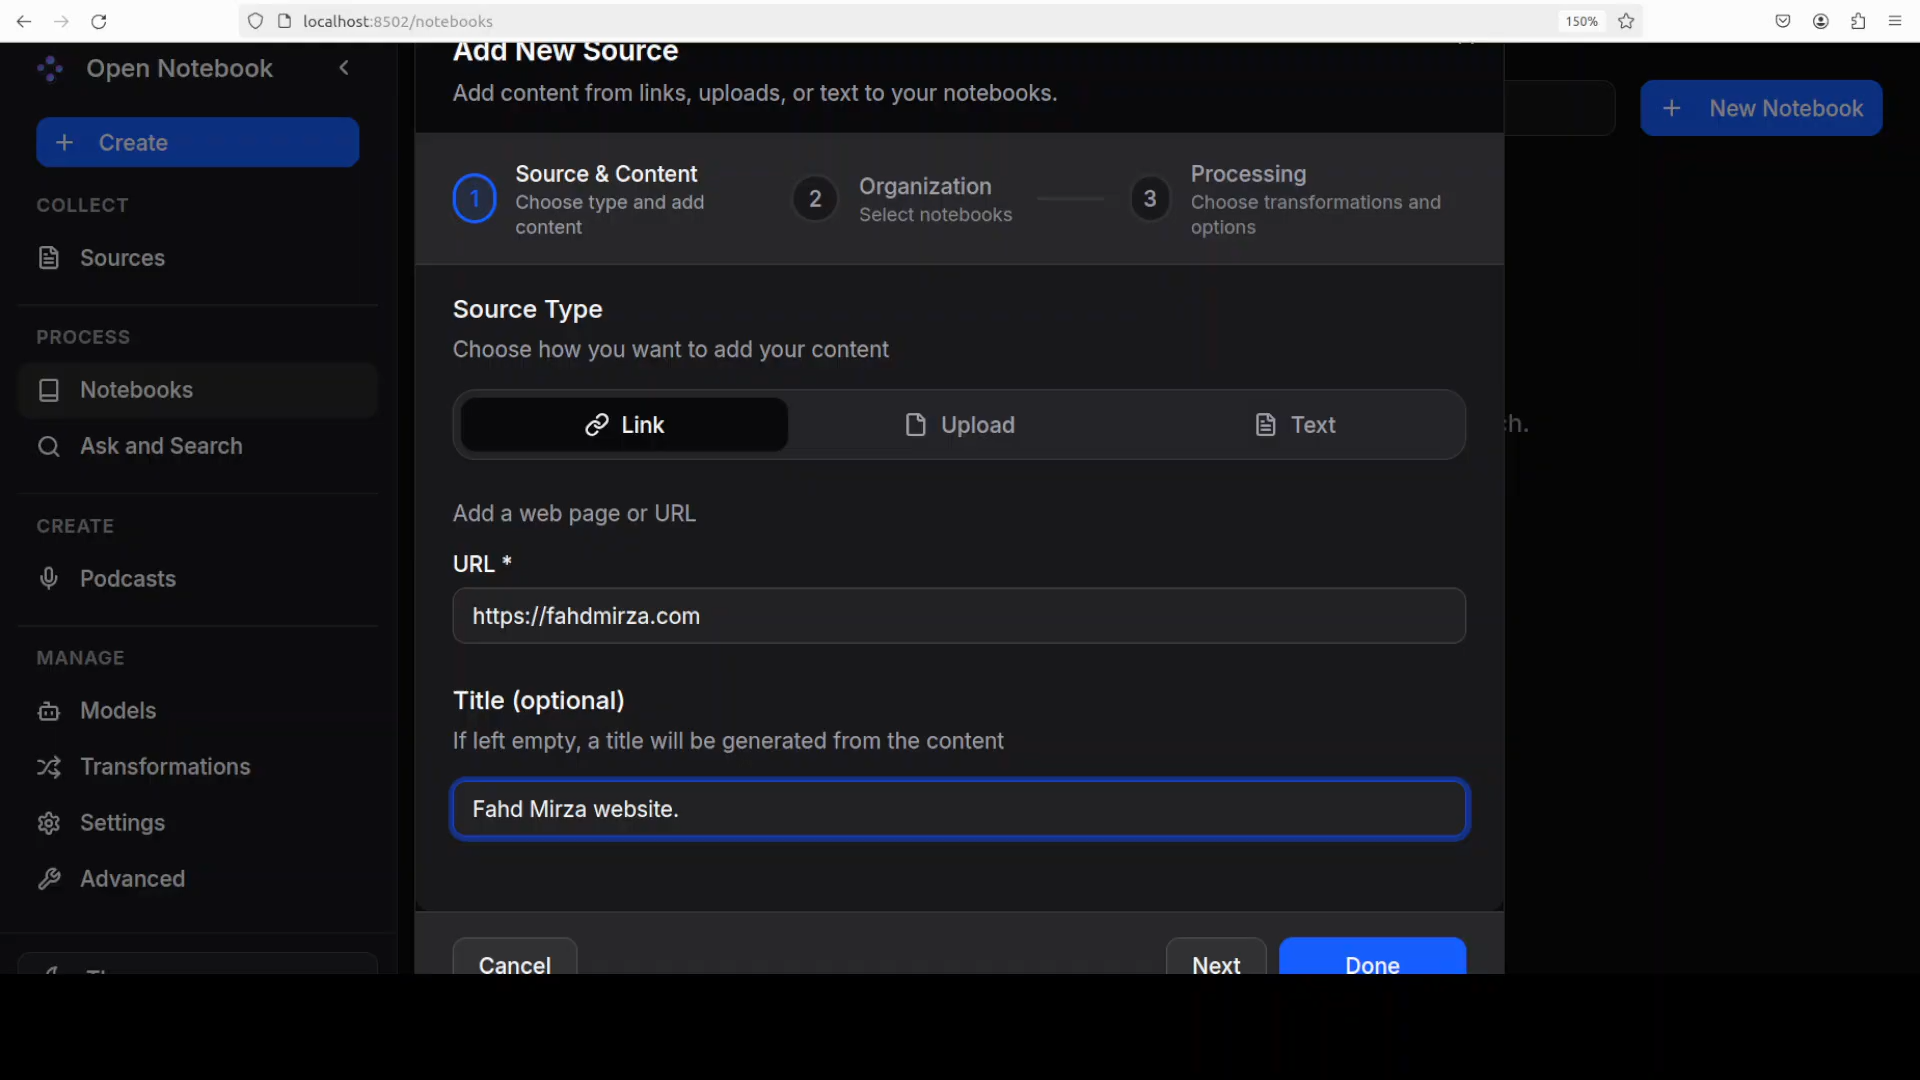 localhost:8502/notebooks
150%
Open Notebook
Create
COLLECT
Sources
PROCESS
Notebooks
Ask and Search
CREATE
Podcasts
MANAGE
Models
Transformations
Settings
Advanced
Add New Source
Add content from links, uploads, or text to your notebooks.
1
Source & Content
Choose type and add
content
2
Organization
Select notebooks
3
Processing
Choose transformations and
options
Source Type
Choose how you want to add your content
Link
Upload
Text
Add a web page or URL
URL *
https://fahdmirza.com
Title (optional)
If left empty, a title will be generated from the content
Fahd Mirza website.
Cancel
Next
Done
New Notebook
ch.